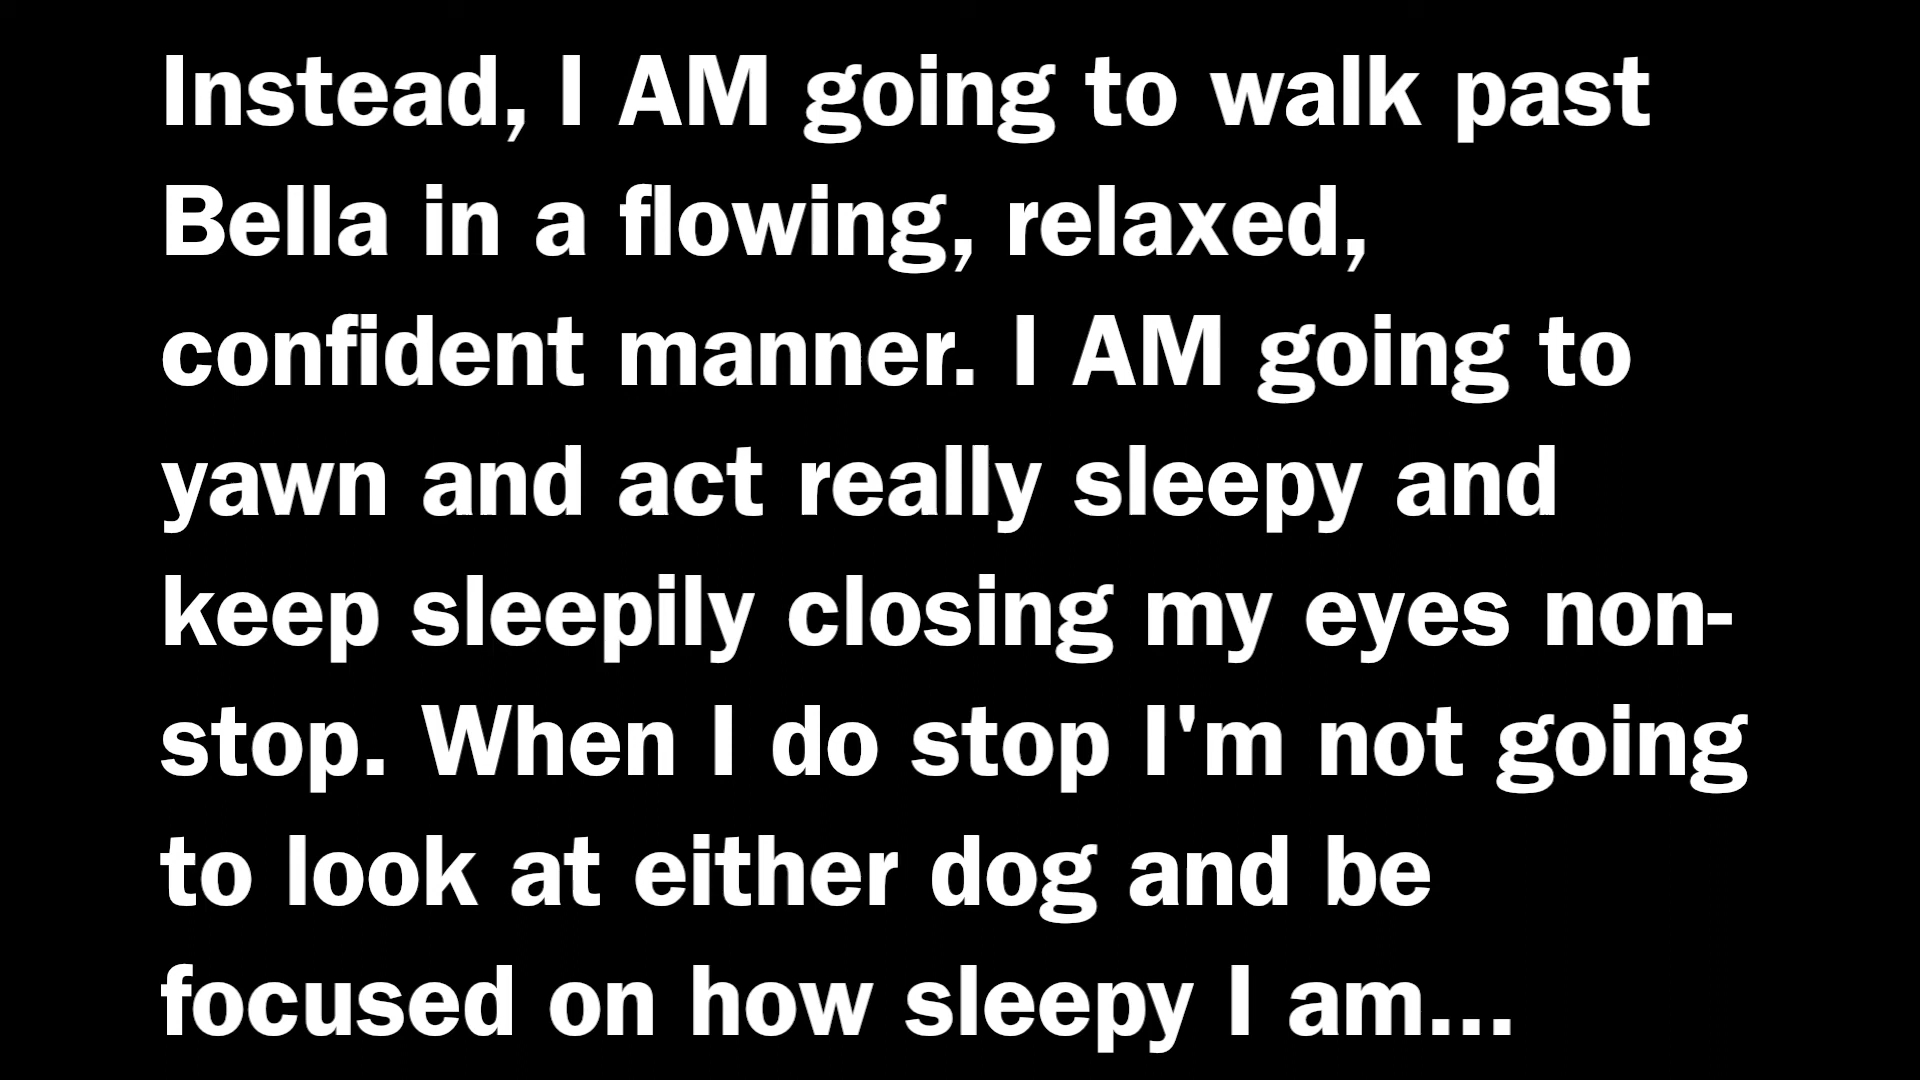 Instead, I AM going to walk past
Bella in a flowing, relaxed,
confident manner. I AM going to
yawn and act really sleepy and
keep sleepily closing my eyes non-
stop. When I do stop I'm not going
to look at either dog and be
focused on how sleepy I am...